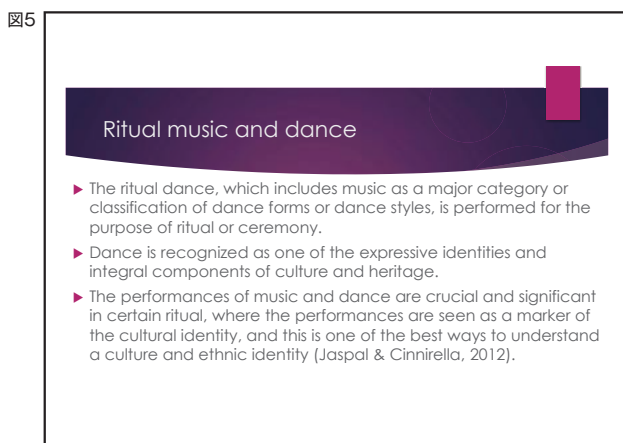 図5
Ritual music and dance
▶ The ritual dance, which includes music as a major category or
classification of dance forms or dance styles, is performed for the
purpose of ritual or ceremony.
▶ Dance is recognized as one of the expressive identities and
integral components of culture and heritage.
▶ The performances of music and dance are crucial and significant
in certain ritual, where the performances are seen as a marker of
the cultural identity, and this is one of the best ways to understand
a culture and ethnic identity (Jaspal & Cinnirella, 2012).